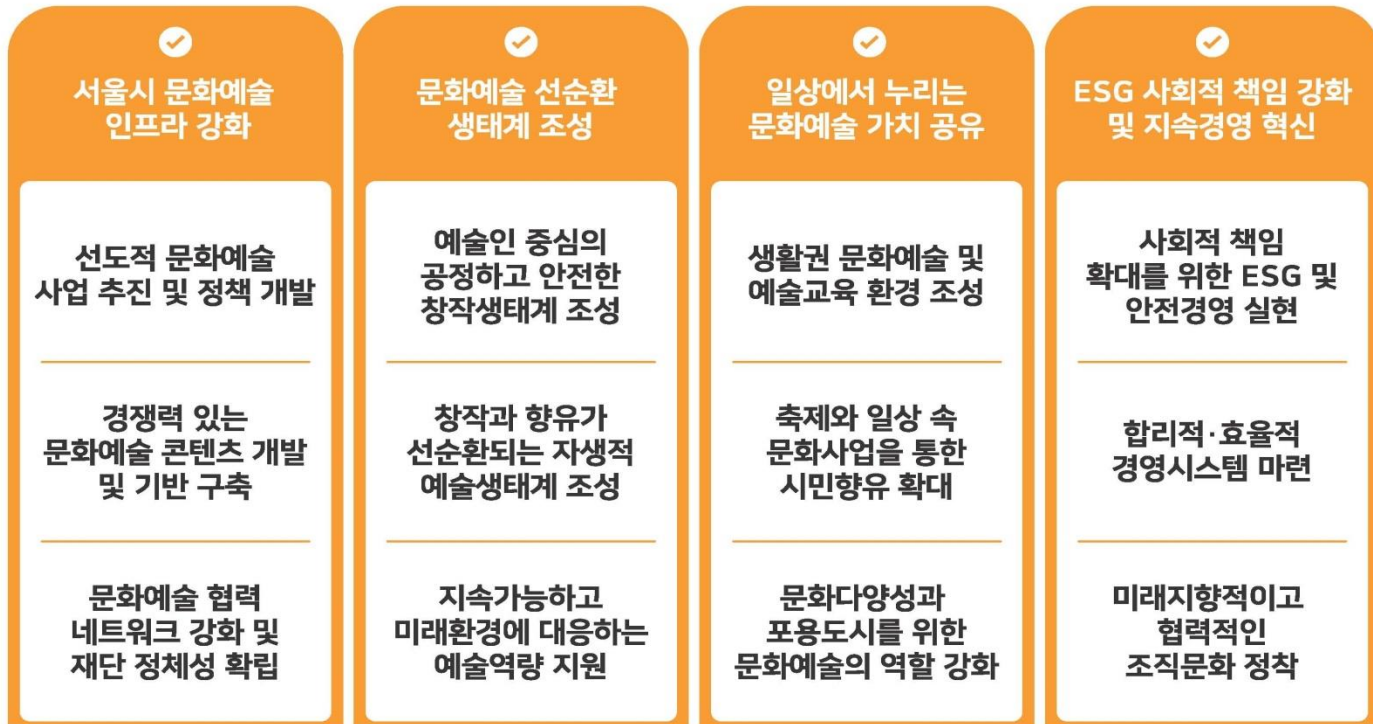 서울시 문화예술
인프라 강화
선도적 문화예술
사업 추진 및 정책 개발
경쟁력 있는
문화예술 콘텐츠 개발
및 기반 구축
문화예술 협력
네트워크 강화 및
재단 정체성 확립
문화예술 선순환
생태계 조성
예술인 중심의
공정하고 안전한
창작생태계 조성
창작과 향유가
선순환되는 자생적
예술생태계 조성
지속가능하고
미래환경에 대응하는
예술역량 지원
일상에서 누리는
문화예술 가치 공유
생활권 문화예술 및
예술교육 환경 조성
축제와 일상 속
문화사업을 통한
시민향유 확대
문화다양성과
포용도시를 위한
문화예술의 역할 강화
ESG 사회적 책임 강화
및 지속경영 혁신
사회적 책임
확대를 위한 ESG 및
안전경영 실현
합리적·효율적
경영시스템 마련
미래지향적이고
협력적인
조직문화 정착